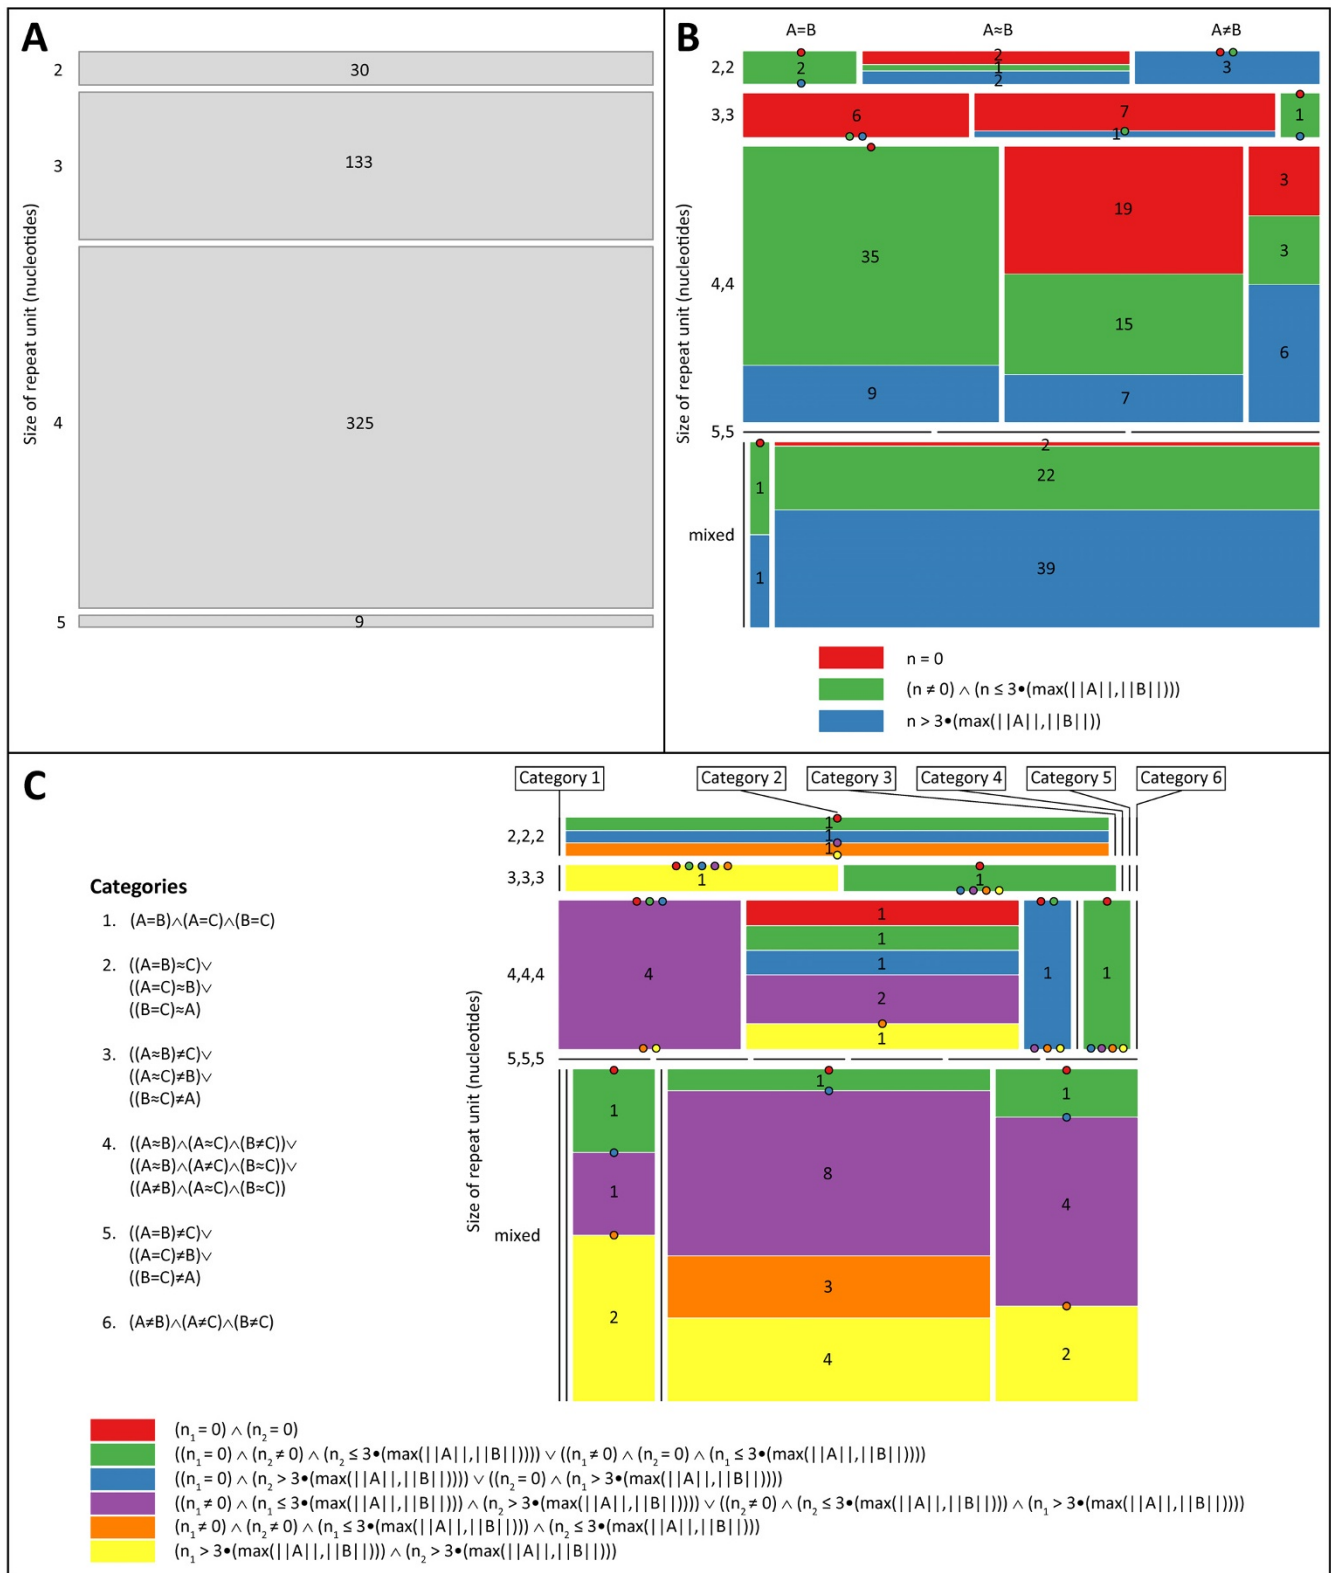 A
2
30
3
133
Size of repeat unit (nucleotides)
4
325
5
9
B
A=B
A≈B
A≠B
2,2
2
2
1
2
3
3,3
6
7
1
1
Size of repeat unit (nucleotides)
4,4
35
9
19
15
7
3
3
6
5,5
mixed
1
1
2
22
39
n = 0
(n ≠ 0) ∧ (n ≤ 3•(max(||A||,||B||)))
n > 3•(max(||A||,||B||))
C
Category 1
Category 2
Category 3
Category 4
Category 5
Category 6
2,2,2
1
1
1
3,3,3
1
1
4,4,4
4
1
1
1
2
1
1
1
5,5,5
Size of repeat unit (nucleotides)
mixed
1
1
2
1
8
3
4
1
4
2
Categories
1. (A=B)∧(A=C)∧(B=C)
2. ((A=B)≈C)∨
((A=C)≈B)∨
((B=C)≈A)
3. ((A≈B)≠C)∨
((A≈C)≠B)∨
((B≈C)≠A)
4. ((A≈B)∧(A≈C)∧(B≠C))∨
((A≈B)∧(A≠C)∧(B≈C))∨
((A≠B)∧(A≈C)∧(B≈C))
5. ((A=B)≠C)∨
((A=C)≠B)∨
((B=C)≠A)
6. (A≠B)∧(A≠C)∧(B≠C)
(n₁ = 0) ∧ (n₂ = 0)
((n₁ = 0) ∧ (n₂ ≠ 0) ∧ (n₂ ≤ 3•(max(||A||,||B||)))) ∨ ((n₁ ≠ 0) ∧ (n₂ = 0) ∧ (n₁ ≤ 3•(max(||A||,||B||))))
((n₁ = 0) ∧ (n₂ > 3•(max(||A||,||B||)))) ∨ ((n₂ = 0) ∧ (n₁ > 3•(max(||A||,||B||))))
((n₁ ≠ 0) ∧ (n₁ ≤ 3•(max(||A||,||B||))) ∧ (n₂ > 3•(max(||A||,||B||)))) ∨ ((n₂ ≠ 0) ∧ (n₂ ≤ 3•(max(||A||,||B||))) ∧ (n₁ > 3•(max(||A||,||B||))))
(n₁ ≠ 0) ∧ (n₂ ≠ 0) ∧ (n₁ ≤ 3•(max(||A||,||B||))) ∧ (n₂ ≤ 3•(max(||A||,||B||)))
(n₁ > 3•(max(||A||,||B||))) ∧ (n₂ > 3•(max(||A||,||B||)))